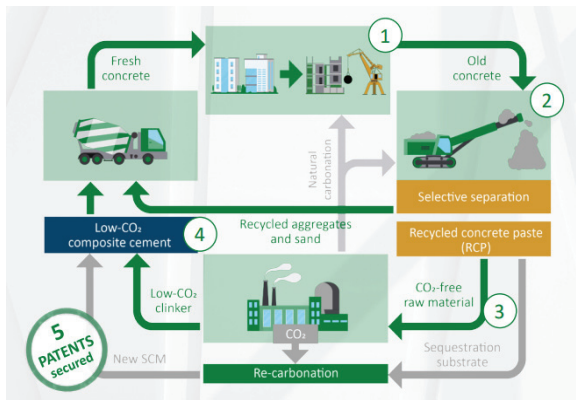 1
Fresh
concrete
Old
concrete
2
Natural
carbonation
Selective separation
Recycled concrete paste
(RCP)
Low-CO₂
composite cement
4
Recycled aggregates
and sand
Low-CO₂
clinker
CO₂
CO₂-free
raw material
3
5
PATENTS
secured
New SCM
Re-carbonation
Sequestration
substrate